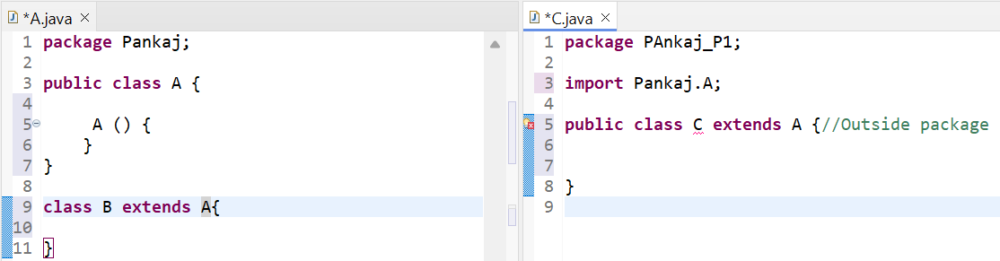 *A.java
1 package Pankaj;
2
3 public class A {
4
5 A () {
6 }
7 }
8
9 class B extends A{
10
11 }
*C.java
1 package PAnkaj_P1;
2
3 import Pankaj.A;
4
5 public class C extends A {//Outside package
6
7
8 }
9